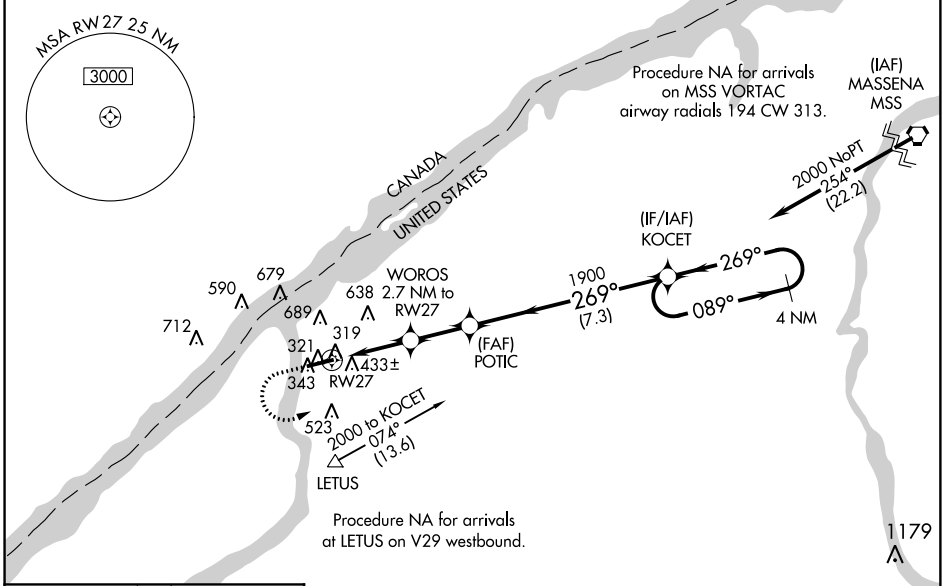 MSA RW27 25 NM
3000
Procedure NA for arrivals
on MSS VORTAC
airway radials 194 CW 313.
(IAF)
MASSENA
MSS
2000 NoPT
254°
(22.2)
CANADA
UNITED STATES
(IF/IAF)
KOCET
269°
089°
4 NM
1900
269°
(7.3)
WOROS
2.7 NM to
RW27
(FAF)
POTIC
590
679
712
689
638
321
319
343
433±
RW27
523
2000 to KOCET
074°
(13.6)
LETUS
Procedure NA for arrivals
at LETUS on V29 westbound.
1179